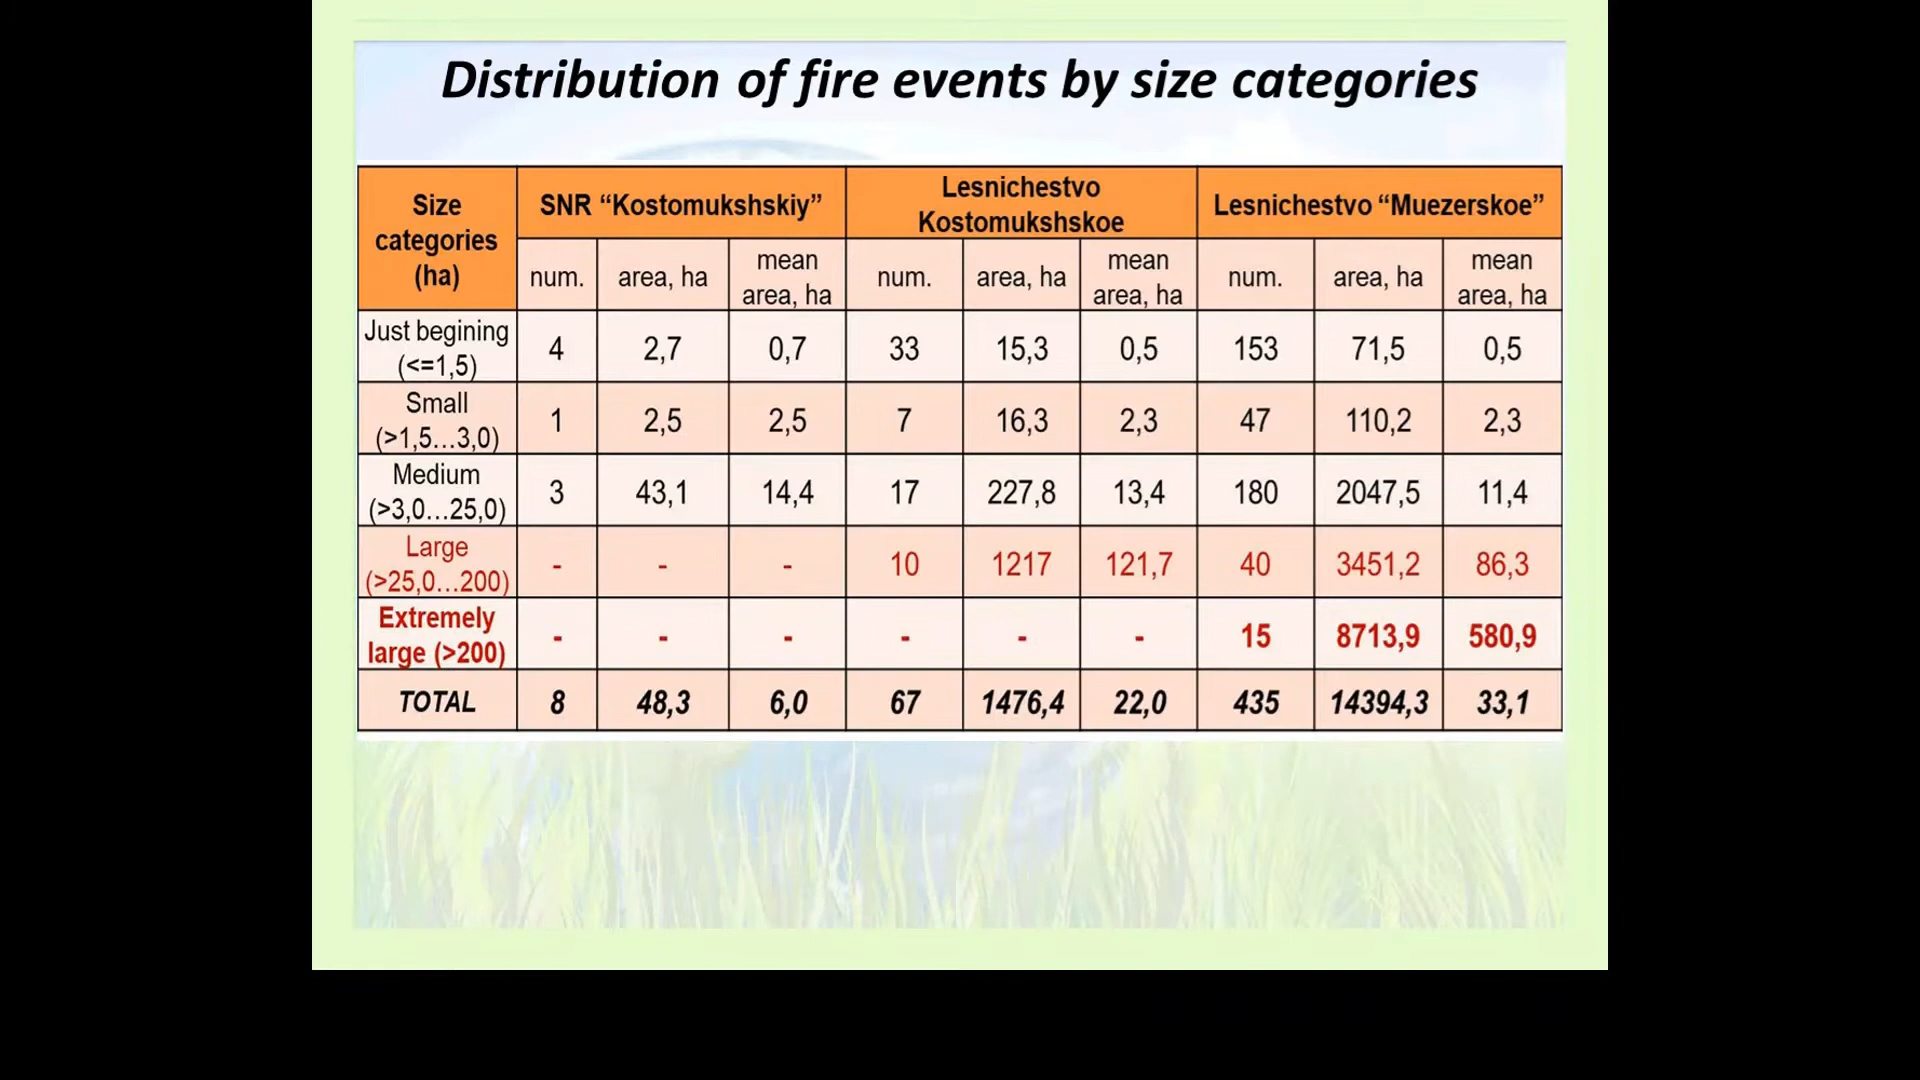 Distribution of fire events by size categories
Size categories (ha) SNR “Kostomukshskiy” Lesnichestvo Kostomukshskoe Lesnichestvo “Muezerskoe”
num. area, ha mean area, ha num. area, ha mean area, ha num. area, ha mean area, ha
Just begining (<=1,5) 4 2,7 0,7 33 15,3 0,5 153 71,5 0,5
Small (>1,5…3,0) 1 2,5 2,5 7 16,3 2,3 47 110,2 2,3
Medium (>3,0…25,0) 3 43,1 14,4 17 227,8 13,4 180 2047,5 11,4
Large (>25,0…200) - - - 10 1217 121,7 40 3451,2 86,3
Extremely large (>200) - - - - - - 15 8713,9 580,9
TOTAL 8 48,3 6,0 67 1476,4 22,0 435 14394,3 33,1